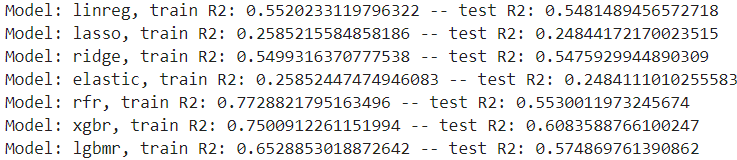 Model: linreg, train R2: 0.5520233119796322 -- test R2: 0.5481489456572718
Model: lasso, train R2: 0.2585215584858186 -- test R2: 0.24844172170023515
Model: ridge, train R2: 0.5499316370777538 -- test R2: 0.5475929944890309
Model: elastic, train R2: 0.25852447474946083 -- test R2: 0.2484111010255583
Model: rfr, train R2: 0.7728821795163496 -- test R2: 0.5530011973245674
Model: xgbr, train R2: 0.7500912261151994 -- test R2: 0.6083588766100247
Model: lgbmr, train R2: 0.6528853018872642 -- test R2: 0.574869761390862